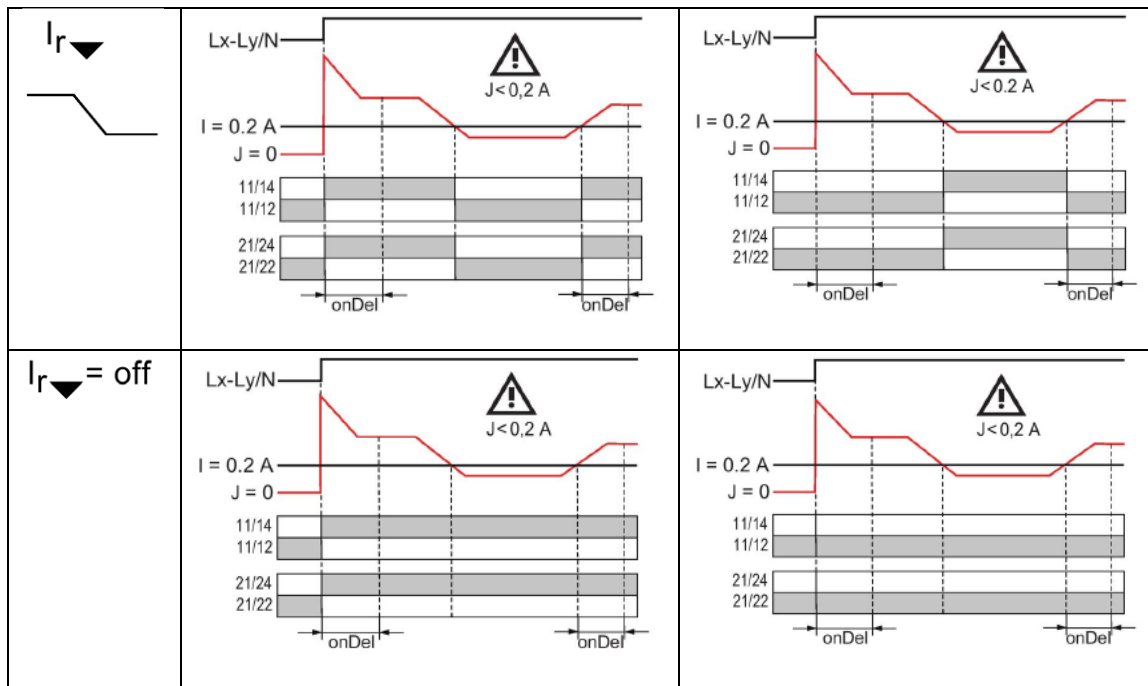 Ir▼
Lx-Ly/N
J<0,2 A
I = 0.2 A
J = 0
11/14
11/12
21/24
21/22
onDel
onDel
Lx-Ly/N
J<0.2 A
I = 0.2 A
J = 0
11/14
11/12
21/24
21/22
onDel
onDel
Ir▼= off
Lx-Ly/N
J<0,2 A
I = 0.2 A
J = 0
11/14
11/12
21/24
21/22
onDel
onDel
Lx-Ly/N
J<0,2 A
I = 0.2 A
J = 0
11/14
11/12
21/24
21/22
onDel
onDel